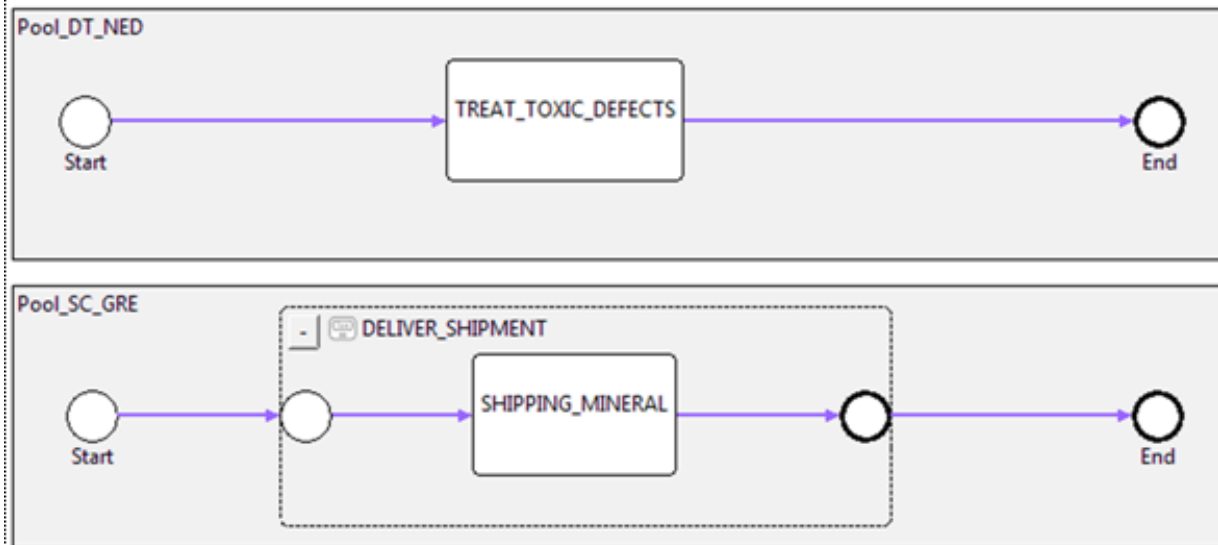 Pool_DT_NED
TREAT_TOXIC_DEFECTS
Start
End
Pool_SC_GRE
- DELIVER_SHIPMENT
SHIPPING_MINERAL
Start
End